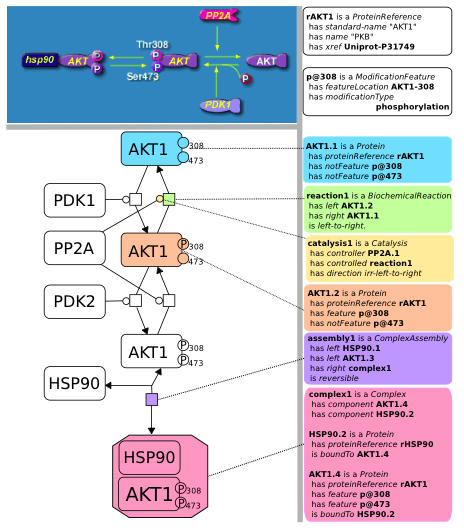 PP2A
Thr308
hsp90 AKT P P
P P AKT
AKT
P
Ser473
PDK1
AKT1 308
473
PDK1
PP2A
AKT1 P 308
473
PDK2
AKT1 P 308
P 473
HSP90
HSP90
AKT1 P 308
P 473
rAKT1 is a ProteinReference
has standard-name "AKT1"
has name "PKB"
has xref Uniprot-P31749
p@308 is a ModificationFeature
has featureLocation AKT1-308
has modificationType
phosphorylation
AKT1.1 is a Protein
has proteinReference rAKT1
has notFeature p@308
has notFeature p@473
reaction1 is a BiochemicalReaction
has left AKT1.2
has right AKT1.1
is left-to-right.
catalysis1 is a Catalysis
has controller PP2A.1
has controlled reaction1
has direction irr-left-to-right
AKT1.2 is a Protein
has proteinReference rAKT1
has feature p@308
has notFeature p@473
assembly1 is a ComplexAssembly
has left HSP90.1
has left AKT1.3
has right complex1
is reversible
complex1 is a Complex
has component AKT1.4
has component HSP90.2
HSP90.2 is a Protein
has proteinReference rHSP90
is boundTo AKT1.4
AKT1.4 is a Protein
has proteinReference rAKT1
has feature p@308
has feature p@473
is boundTo HSP90.2